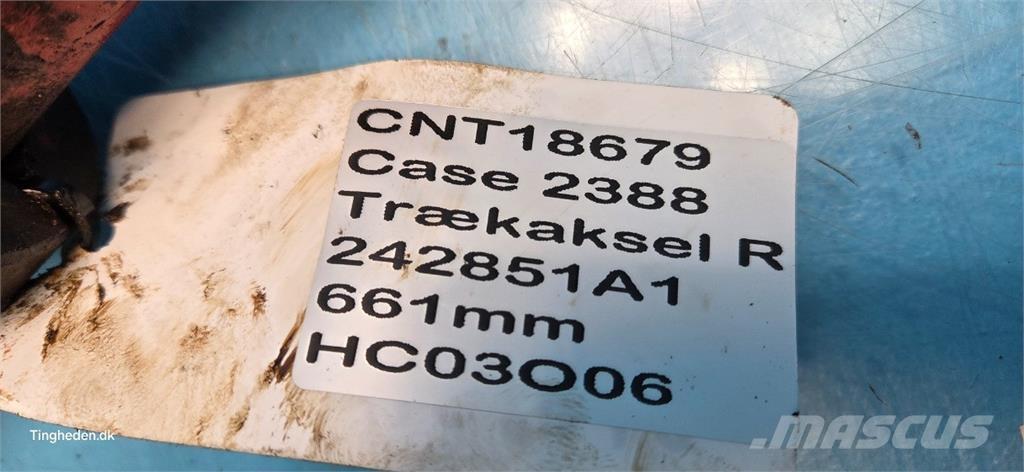 CNT18679
Case 2388
Trækaksel R
242851A1
661mm
HC03O06
Tingheden.dk
MASCUS